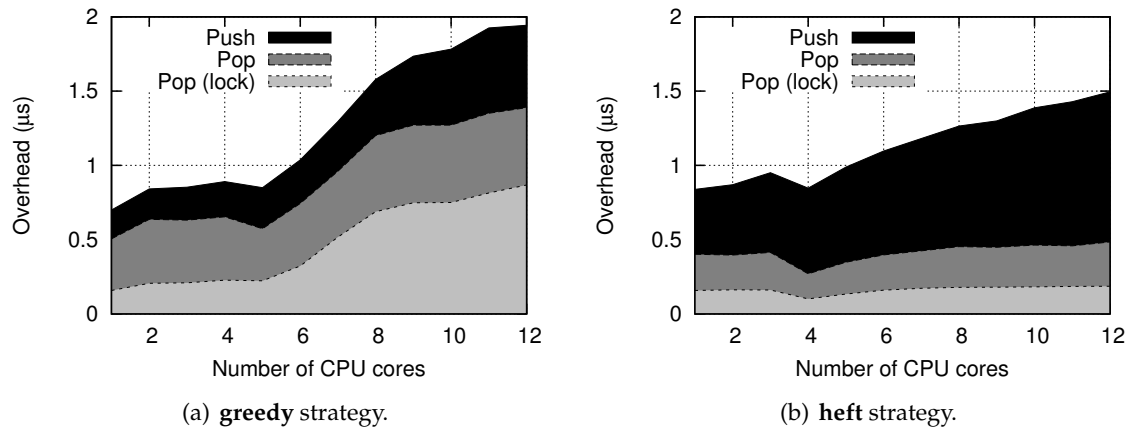 2
1.5
1
0.5
0
Overhead (µs)
Push
Pop
Pop (lock)
2 4 6 8 10 12
Number of CPU cores
(a) greedy strategy.
2
1.5
1
0.5
0
Overhead (µs)
Push
Pop
Pop (lock)
2 4 6 8 10 12
Number of CPU cores
(b) heft strategy.